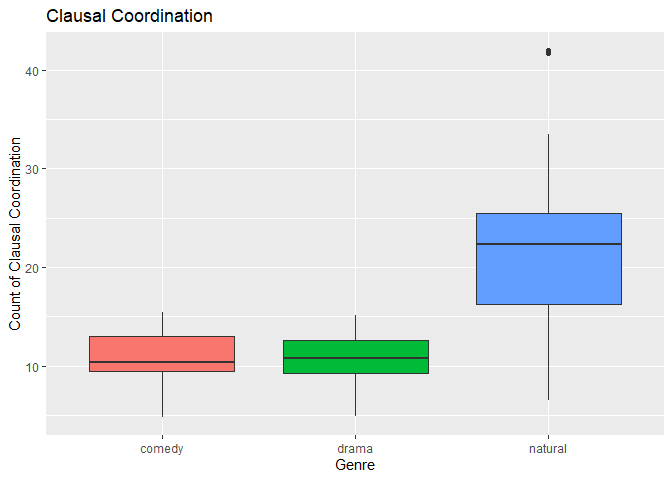 Clausal Coordination
Count of Clausal Coordination
40
30
20
10
comedy drama natural
Genre